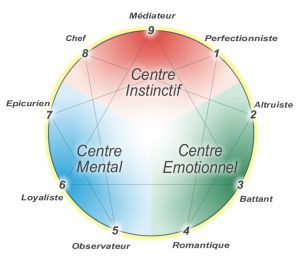 Médiateur
9
Chef
Perfectionniste
8
1
Centre
Instinctif
Epicurien
Altruiste
7
2
Centre
Mental
Centre
Emotionnel
6
3
Loyaliste
Battant
5
4
Observateur
Romantique